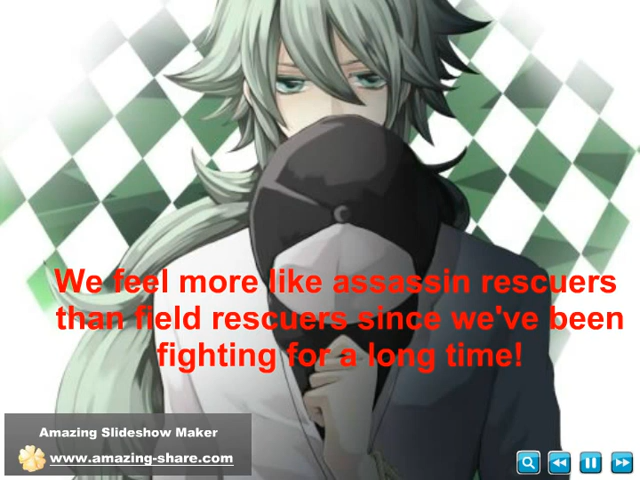 We feel more like assassin rescuers
than field rescuers since we've been
fighting for a long time!
Amazing Slideshow Maker
www.amazing-share.com